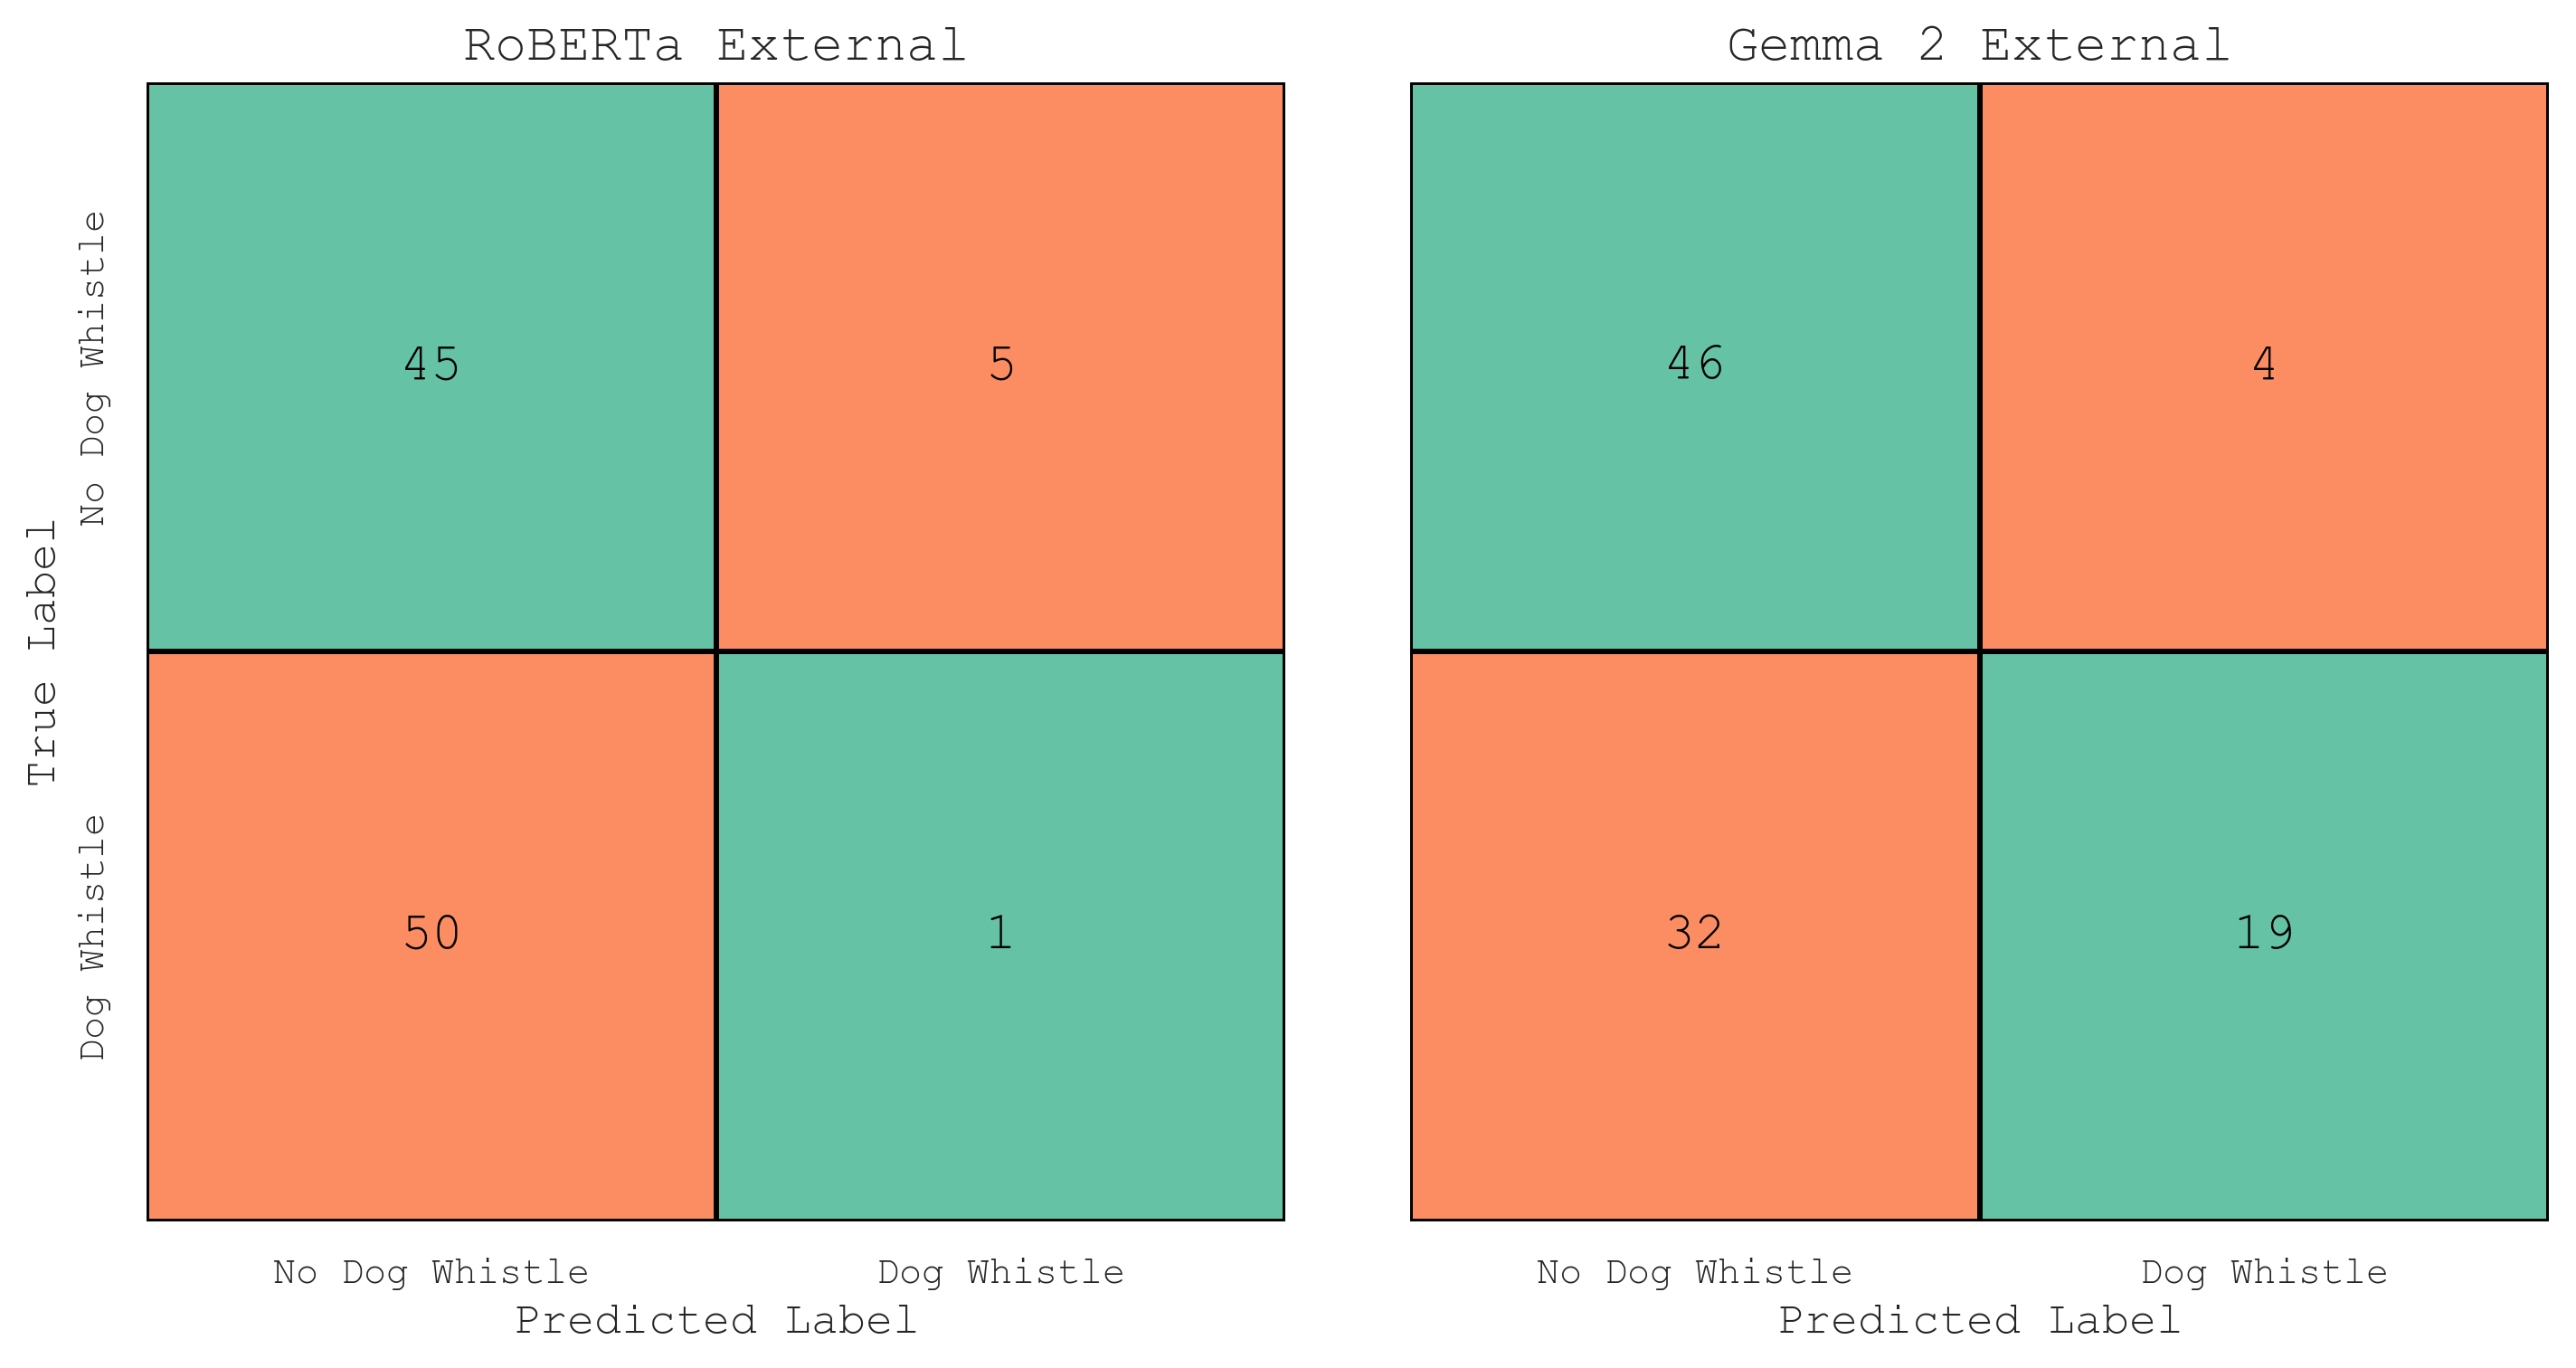 RoBERTa External
Gemma 2 External
True Label
No Dog Whistle
Dog Whistle
45
5
50
1
46
4
32
19
No Dog Whistle
Dog Whistle
Predicted Label
No Dog Whistle
Dog Whistle
Predicted Label